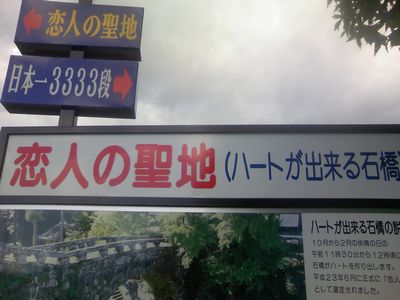 恋人の聖地
日本一3333段
恋人の聖地(ハートが出来る石橋)
ハートが出来る石橋の
10月から2月の快晴の日の
午前11時30分から12時頃に
石橋がハートを作り出します。
平成23年6月に正式に「恋人
として選定されました。